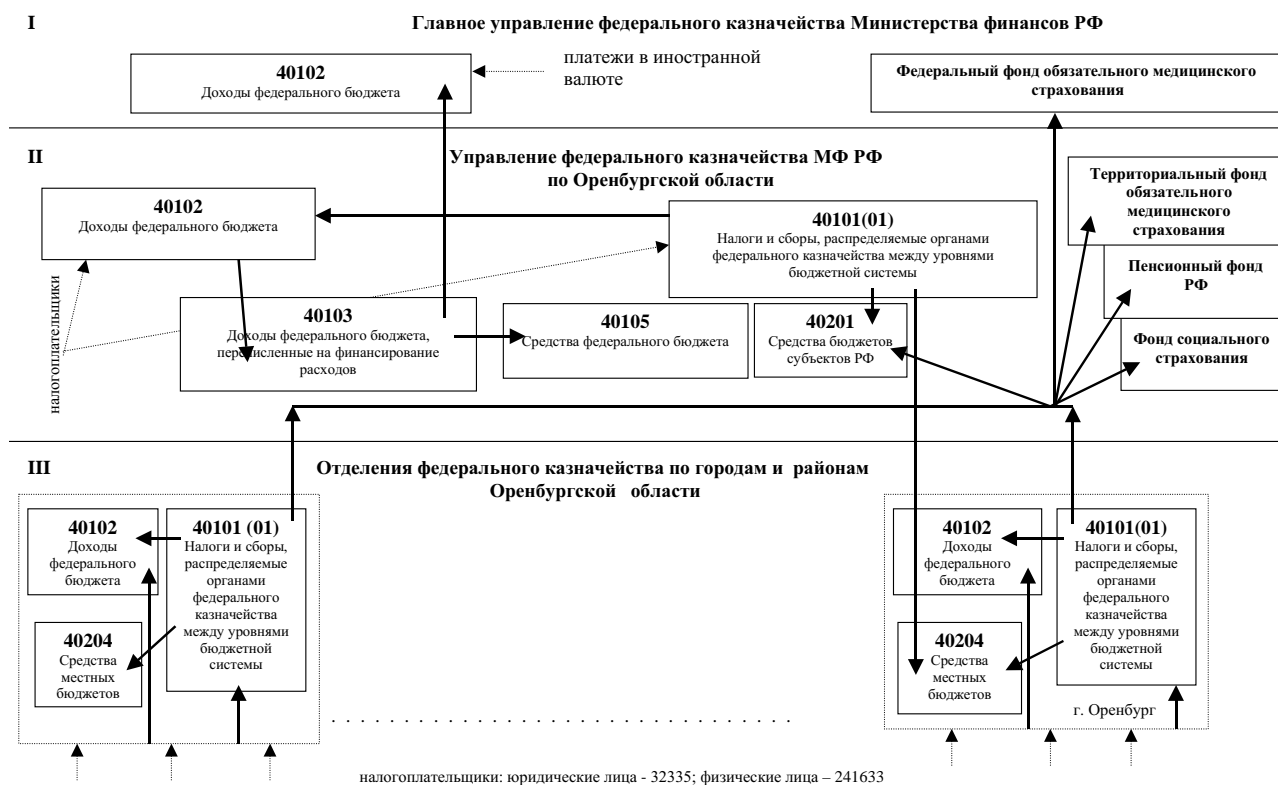 I
Главное управление федерального казначейства Министерства финансов РФ
40102
Доходы федерального бюджета
платежи в иностранной
валюте
Федеральный фонд обязательного медицинского
страхования
II
Управление федерального казначейства МФ РФ
по Оренбургской области
40102
Доходы федерального бюджета
40101(01)
Налоги и сборы, распределяемые органами
федерального казначейства между уровнями
бюджетной системы
Территориальный фонд
обязательного
медицинского
страхования
Пенсионный фонд
РФ
Фонд социального
страхования
налогоплательщики
40103
Доходы федерального бюджета,
перечисленные на финансирование
расходов
40105
Средства федерального бюджета
40201
Средства бюджетов
субъектов РФ
III
Отделения федерального казначейства по городам и районам
Оренбургской области
40102
Доходы
федерального
бюджета
40101 (01)
Налоги и сборы,
распределяемые
органами
федерального
казначейства
между уровнями
бюджетной
системы
40204
Средства
местных
бюджетов
. . . . . . . . . . . . . . . . . . . . . . . . . . . . . . .
40102
Доходы
федерального
бюджета
40101(01)
Налоги и сборы,
распределяемые
органами
федерального
казначейства
между уровнями
бюджетной
системы
40204
Средства
местных
бюджетов
г. Оренбург
налогоплательщики: юридические лица - 32335; физические лица – 241633